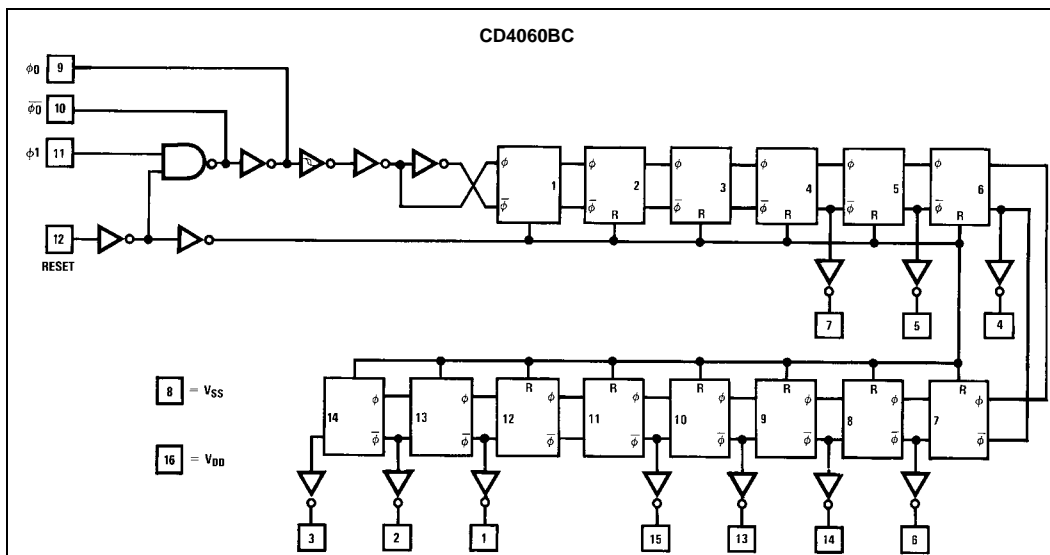 CD4060BC
φ0 9
φ0̅ 10
φ1 11
12
RESET
φ φ̅ 1
φ̅ R 2
φ̅ R 3
4 R
φ̅ R 5
φ̅ R 6
7
5
4
8 = VSS
16 = VDD
14 φ φ̅
13 φ φ̅
R 12 φ φ̅
R 11 φ φ̅
R 10 φ φ̅
R 9 φ φ̅
R 8 φ φ̅
R 7 φ φ̅
3
2
1
15
13
14
6